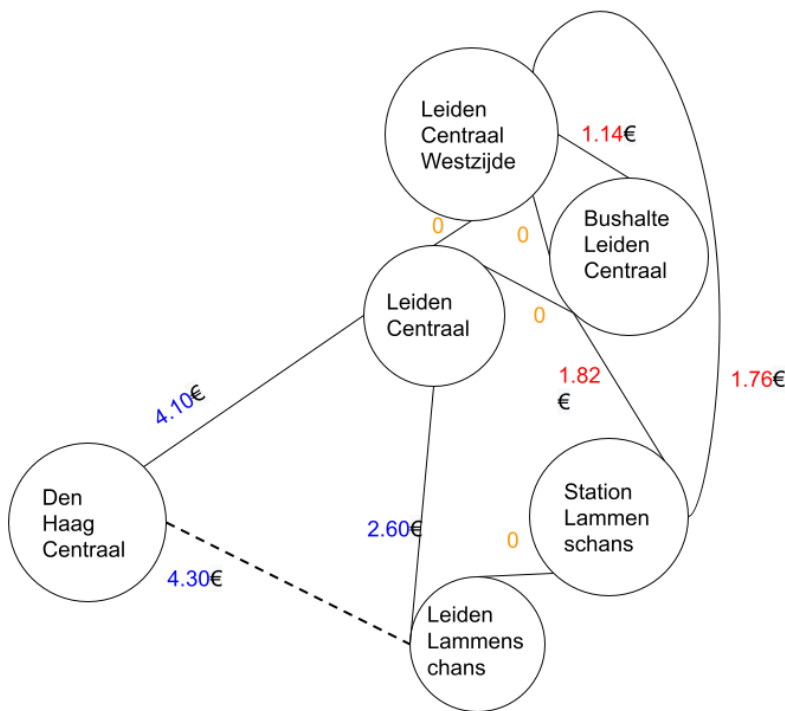 Leiden
Centraal
Westzijde
1.14€
Bushalte
Leiden
Centraal
0
0
Leiden
Centraal
0
1.82
€
1.76€
4.10€
Den
Haag
Centraal
2.60€
Station
Lammen
schans
0
4.30€
Leiden
Lammens
chans